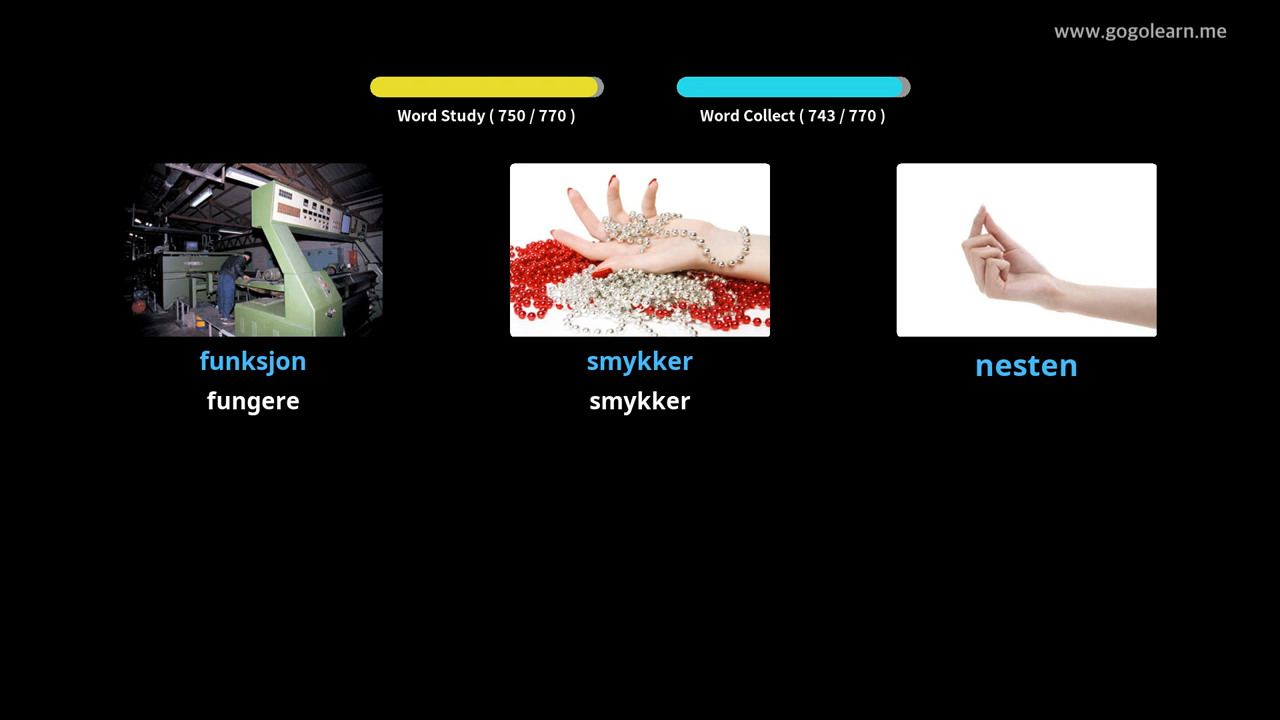 www.gogolearn.me
Word Study ( 750 / 770 )
Word Collect ( 743 / 770 )
funksjon
fungere
smykker
smykker
nesten